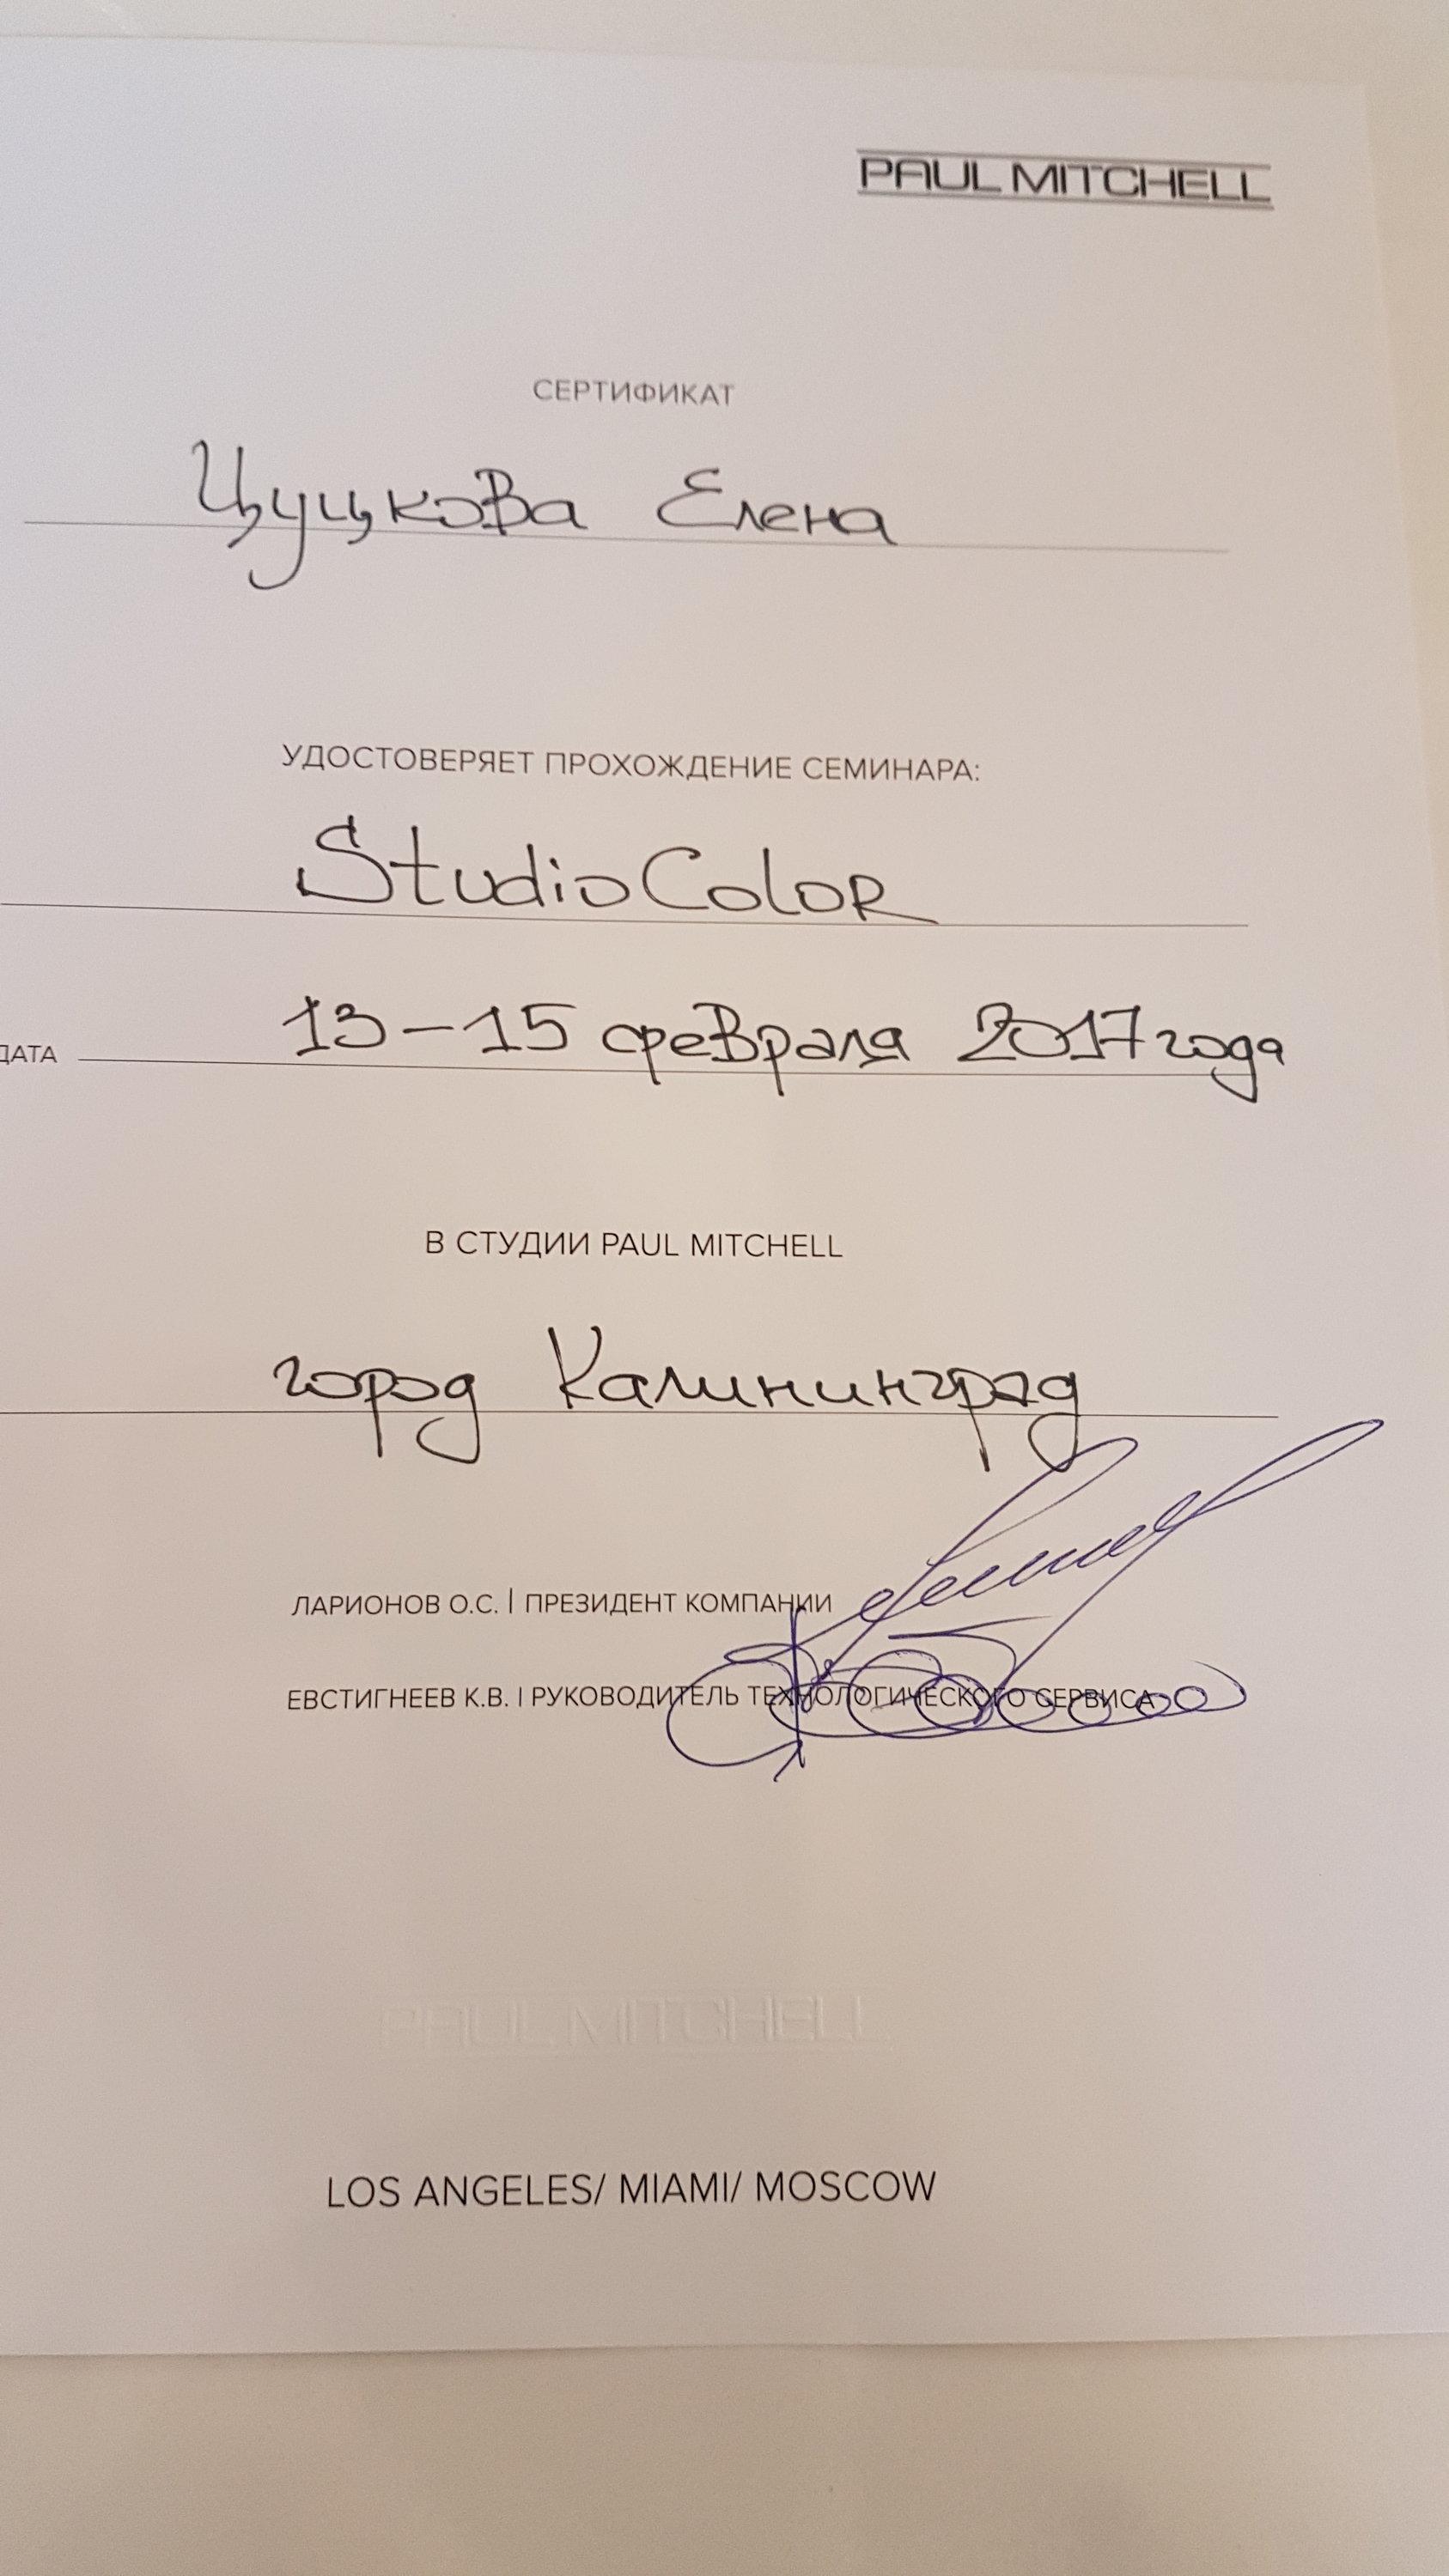 PAUL MITCHELL
СЕРТИФИКАТ
Цуцкова Елена
УДОСТОВЕРЯЕТ ПРОХОЖДЕНИЕ СЕМИНАРА:
StudioColoR
ДАТА 13-15 февраля 2017 года
В СТУДИИ PAUL MITCHELL
город Калининград
ЛАРИОНОВ О.С. | ПРЕЗИДЕНТ КОМПАНИИ
ЕВСТИГНЕЕВ К.В. | РУКОВОДИТЕЛЬ ТЕХНОЛОГИЧЕСКОГО СЕРВИСА
PAUL MITCHELL
LOS ANGELES/ MIAMI/ MOSCOW